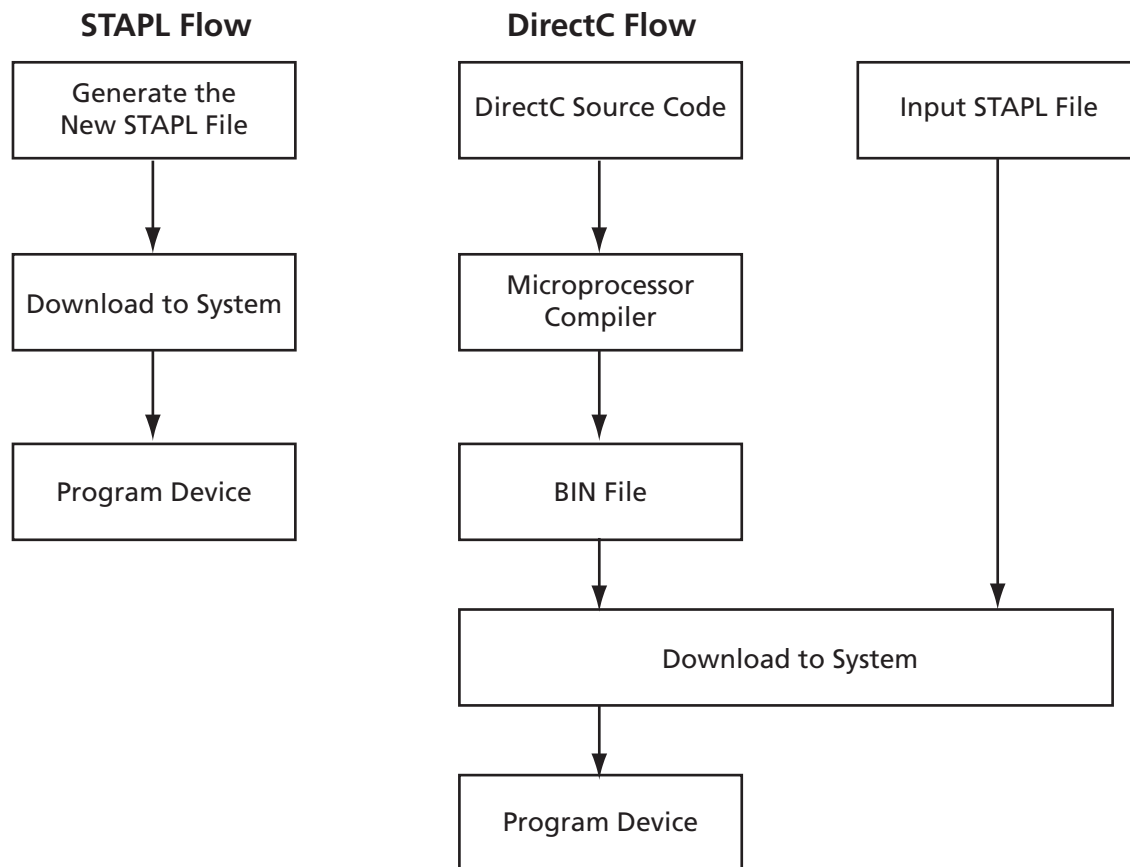 STAPL Flow
Generate the
New STAPL File
Download to System
Program Device
DirectC Flow
DirectC Source Code
Input STAPL File
Microprocessor
Compiler
BIN File
Download to System
Program Device